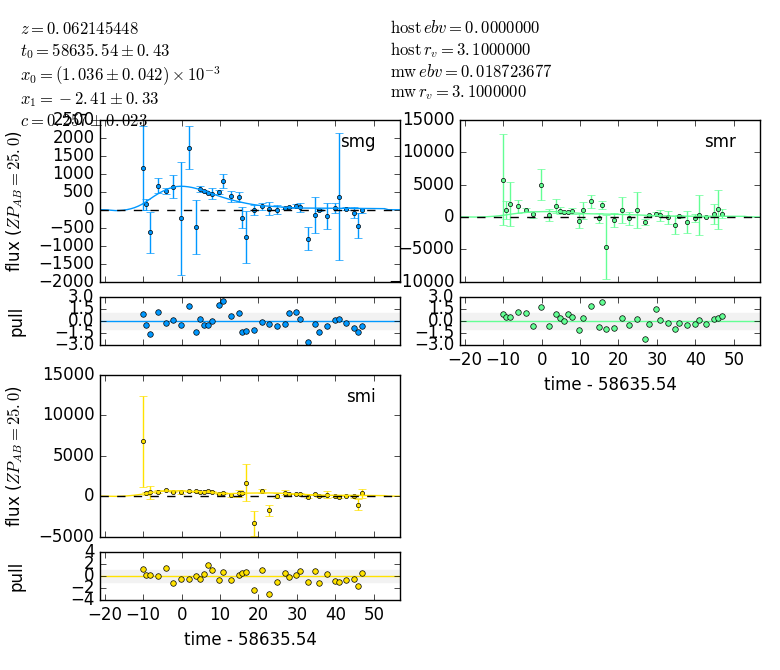 z = 0.062145448
t0 = 58635.54 ± 0.43
x0 = (1.036 ± 0.042) × 10^−3
x1 = −2.41 ± 0.33
c = 0.257 ± 0.023
host ebv = 0.0000000
host r_v = 3.1000000
mw ebv = 0.018723677
mw r_v = 3.1000000
smg
2500
2000
1500
1000
500
0
−500
−1000
−1500
−2000
flux (ZP_AB = 25.0)
3.0
1.5
0.0
−1.5
−3.0
pull
smr
15000
10000
5000
0
−5000
−10000
3.0
1.5
0.0
−1.5
−3.0
−20 −10 0 10 20 30 40 50
time - 58635.54
smi
15000
10000
5000
0
−5000
flux (ZP_AB = 25.0)
4
2
0
−2
−4
pull
−20 −10 0 10 20 30 40 50
time - 58635.54